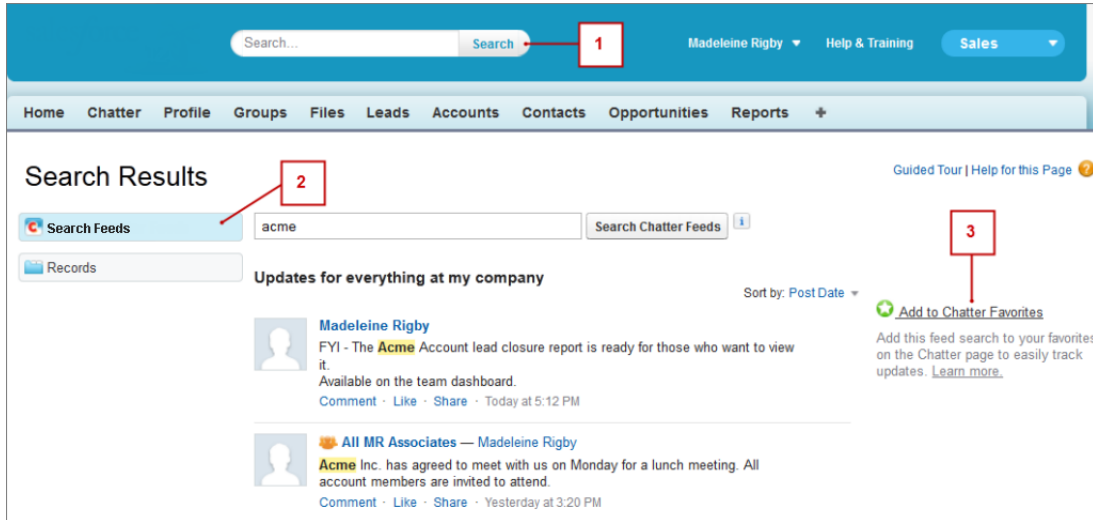 Search...
Search
1
Madeleine Rigby
Help & Training
Sales
Home Chatter Profile Groups Files Leads Accounts Contacts Opportunities Reports +
Search Results
2
Guided Tour | Help for this Page ?
Search Feeds
acme
Search Chatter Feeds
i
3
Records
Updates for everything at my company
Sort by: Post Date
Add to Chatter Favorites
Add this feed search to your favorites
on the Chatter page to easily track
updates. Learn more.
Madeleine Rigby
FYI - The Acme Account lead closure report is ready for those who want to view
it.
Available on the team dashboard.
Comment · Like · Share · Today at 5:12 PM
All MR Associates — Madeleine Rigby
Acme Inc. has agreed to meet with us on Monday for a lunch meeting. All
account members are invited to attend.
Comment · Like · Share · Yesterday at 3:20 PM